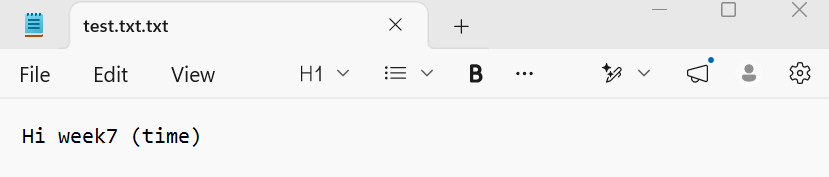 test.txt.txt
File Edit View H1 B
Hi week7 (time)